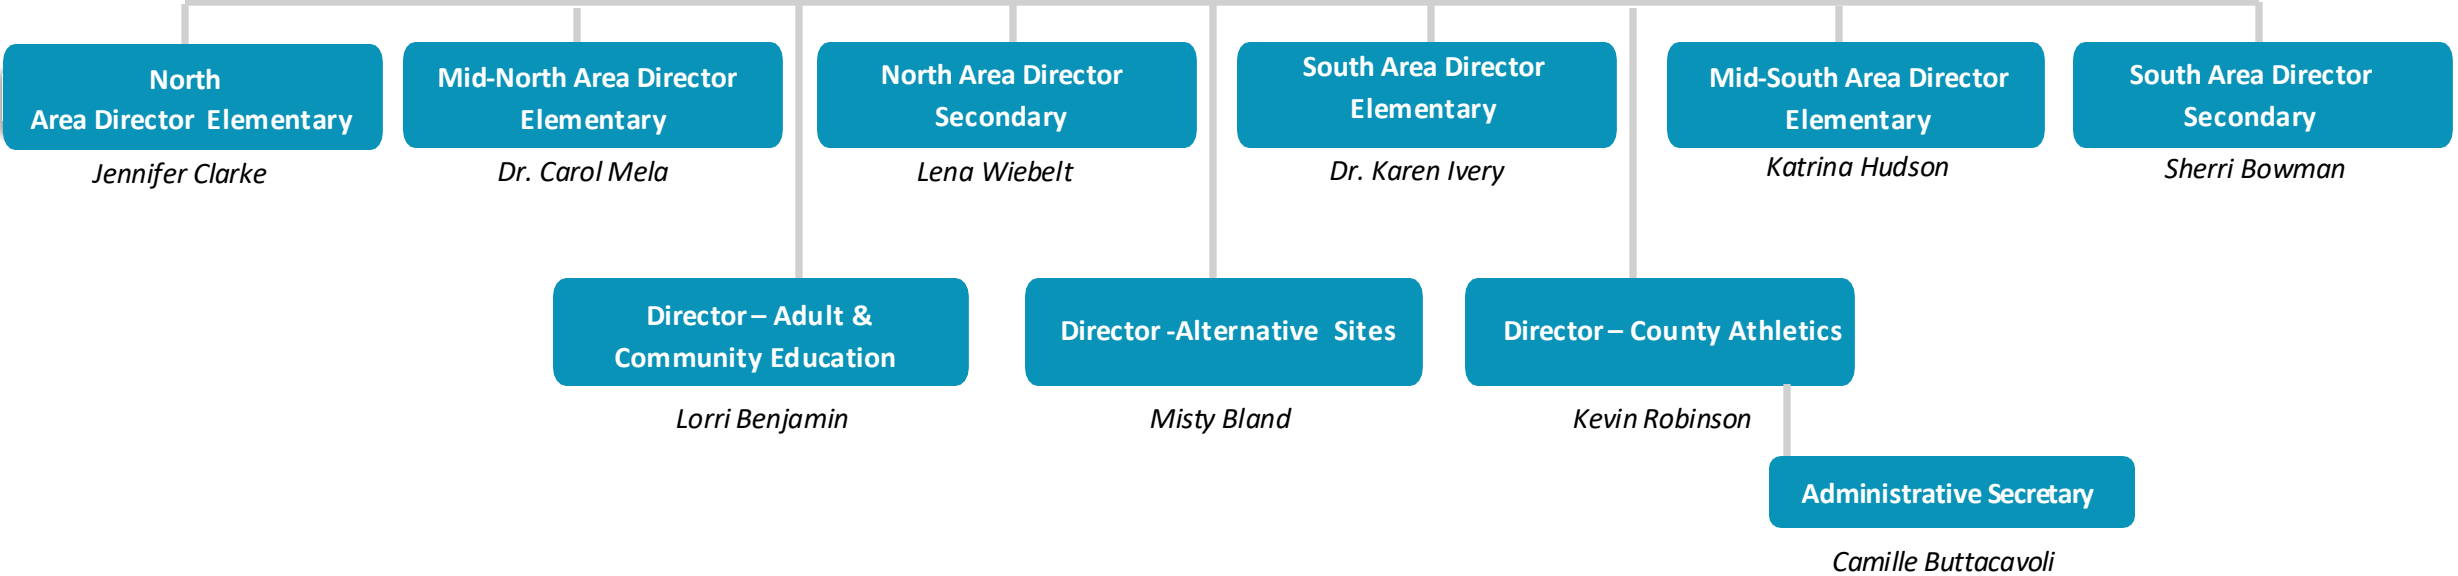 North
Area Director Elementary
Jennifer Clarke
Mid-North Area Director
Elementary
Dr. Carol Mela
North Area Director
Secondary
Lena Wiebelt
South Area Director
Elementary
Dr. Karen Ivery
Mid-South Area Director
Elementary
Katrina Hudson
South Area Director
Secondary
Sherri Bowman
Director – Adult &
Community Education
Lorri Benjamin
Director -Alternative Sites
Misty Bland
Director – County Athletics
Kevin Robinson
Administrative Secretary
Camille Buttacavoli